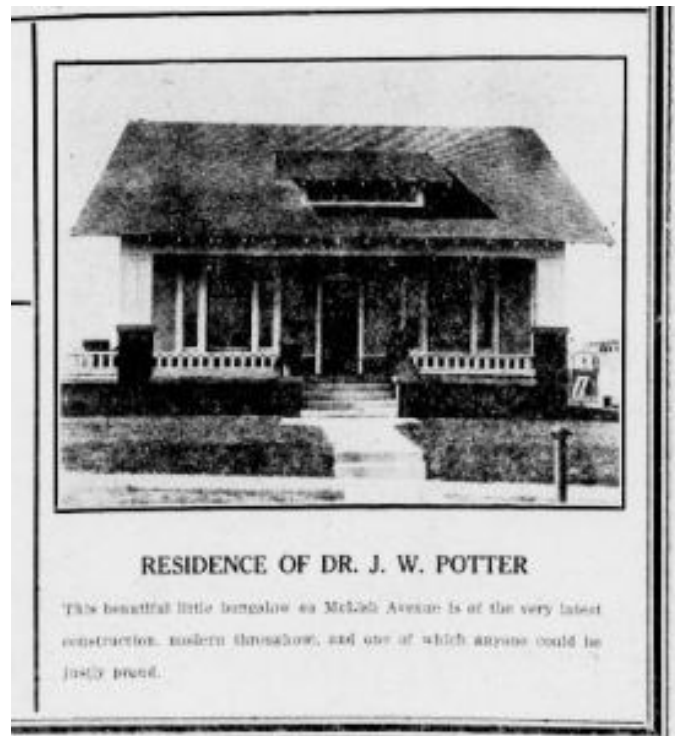 RESIDENCE OF DR. J. W. POTTER
This beautiful little bungalow on McLish Avenue is of the very latest
construction, modern throughout, and one of which anyone could be
justly proud.